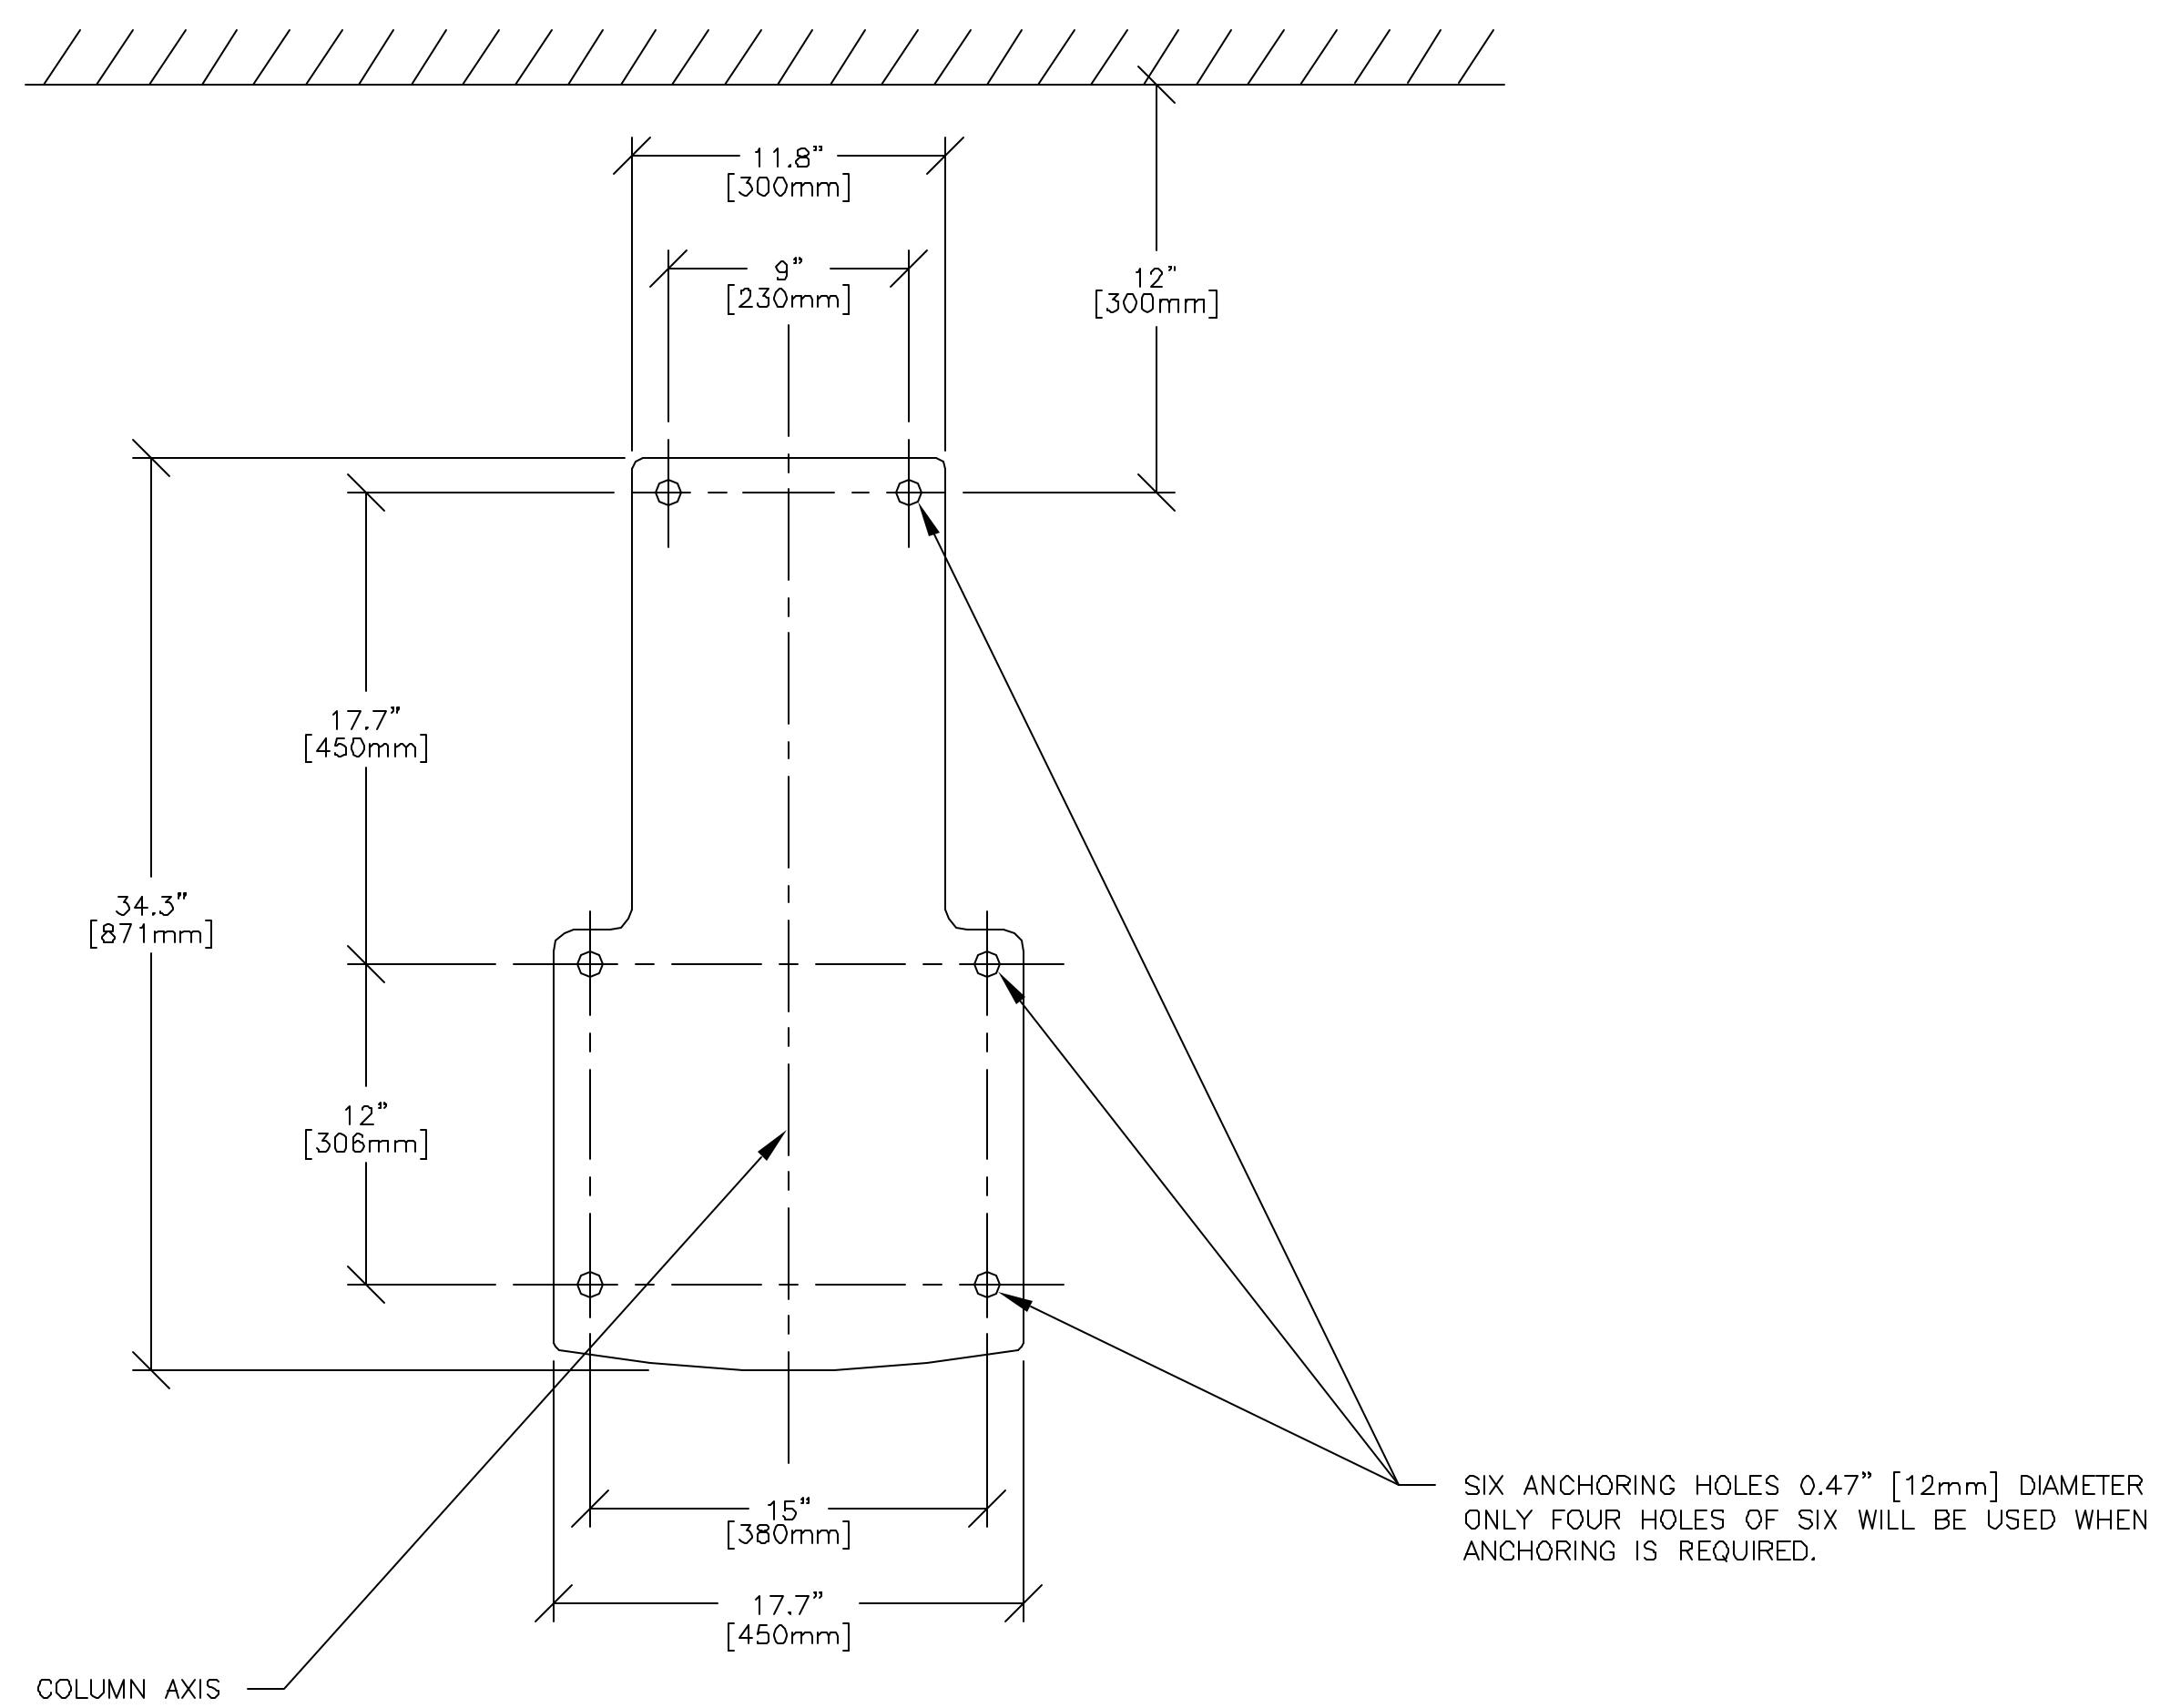 11.8"
[300mm]
9"
[230mm]
12"
[300mm]
17.7"
[450mm]
34.3"
[871mm]
12"
[306mm]
15"
[380mm]
17.7"
[450mm]
SIX ANCHORING HOLES 0.47" [12mm] DIAMETER
ONLY FOUR HOLES OF SIX WILL BE USED WHEN
ANCHORING IS REQUIRED.
COLUMN AXIS